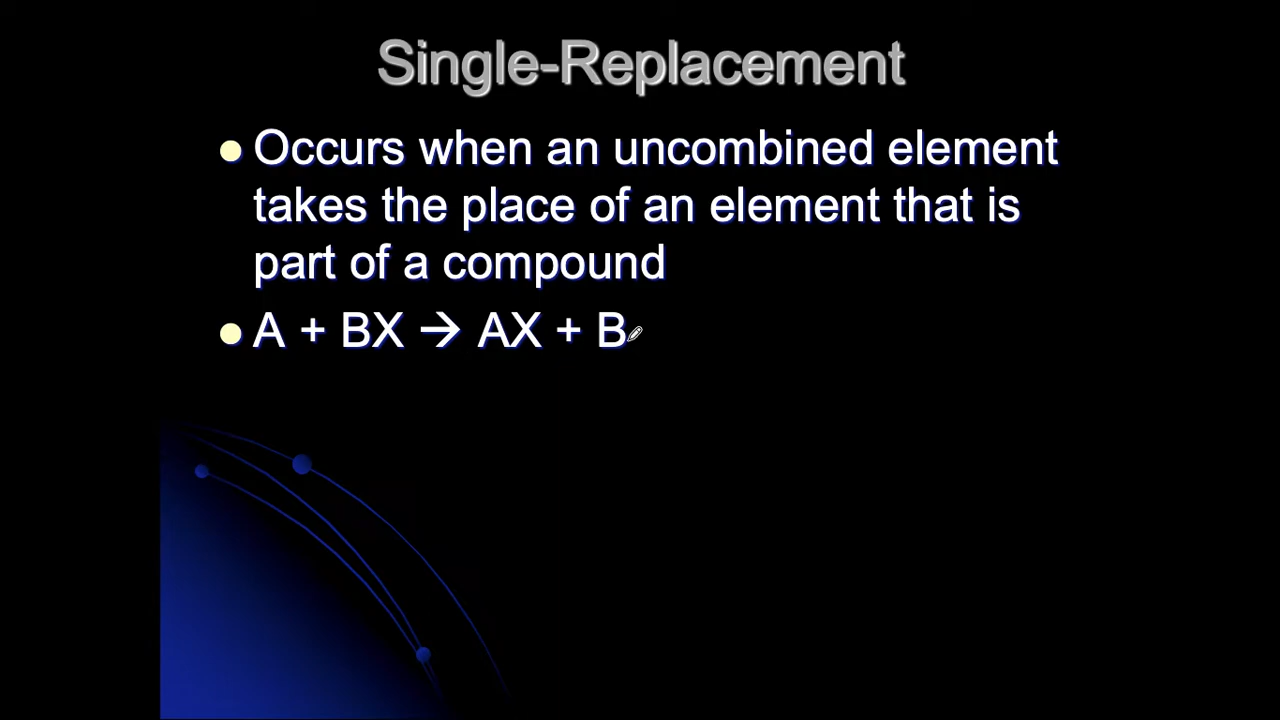 Single-Replacement
Occurs when an uncombined element
takes the place of an element that is
part of a compound
A + BX → AX + B